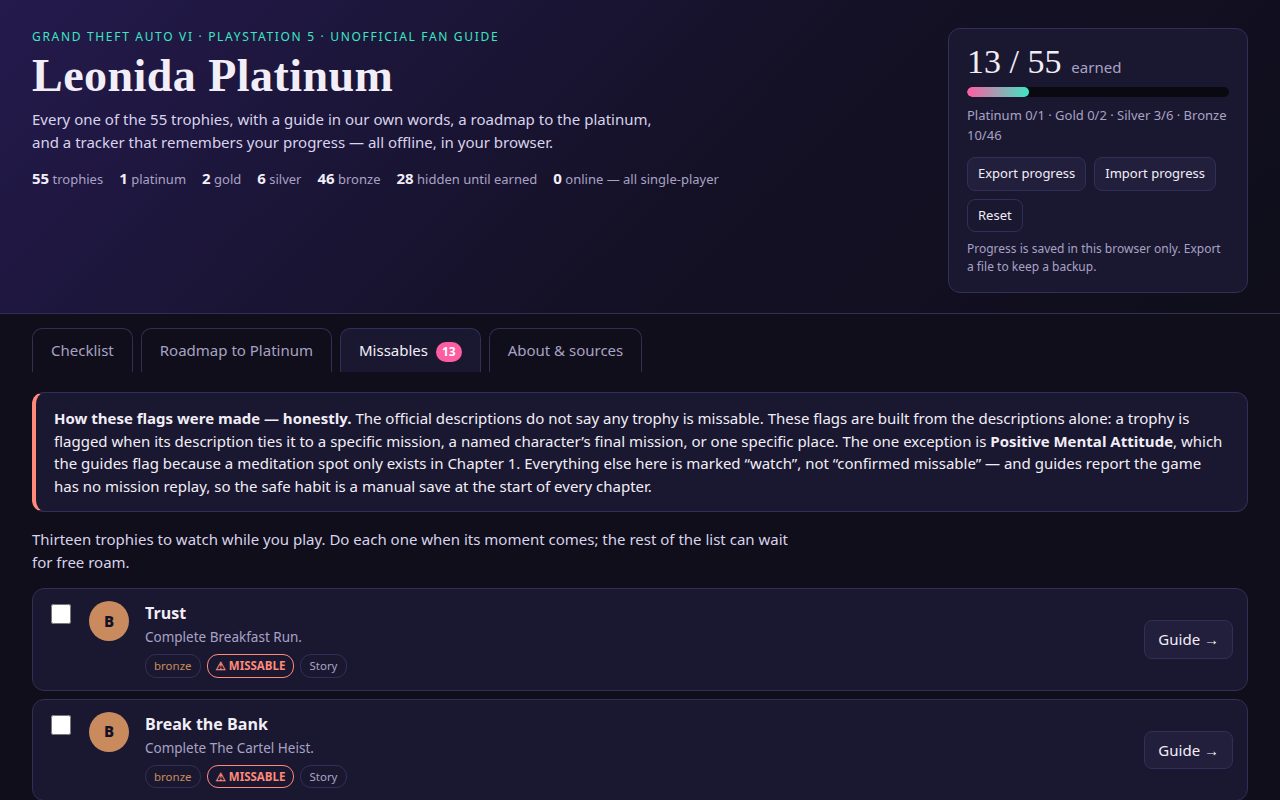 GRAND THEFT AUTO VI · PLAYSTATION 5 · UNOFFICIAL FAN GUIDE
Leonida Platinum
Every one of the 55 trophies, with a guide in our own words, a roadmap to the platinum,
and a tracker that remembers your progress — all offline, in your browser.
55 trophies 1 platinum 2 gold 6 silver 46 bronze 28 hidden until earned 0 online — all single-player
13 / 55 earned
Platinum 0/1 · Gold 0/2 · Silver 3/6 · Bronze
10/46
Export progress Import progress
Reset
Progress is saved in this browser only. Export
a file to keep a backup.
Checklist Roadmap to Platinum Missables 13 About & sources
How these flags were made — honestly. The official descriptions do not say any trophy is missable. These flags are built from the descriptions alone: a trophy is
flagged when its description ties it to a specific mission, a named character’s final mission, or one specific place. The one exception is Positive Mental Attitude, which
the guides flag because a meditation spot only exists in Chapter 1. Everything else here is marked “watch”, not “confirmed missable” — and guides report the game
has no mission replay, so the safe habit is a manual save at the start of every chapter.
Thirteen trophies to watch while you play. Do each one when its moment comes; the rest of the list can wait
for free roam.
B Trust
Complete Breakfast Run.
bronze ⚠ MISSABLE Story
Guide →
B Break the Bank
Complete The Cartel Heist.
bronze ⚠ MISSABLE Story
Guide →